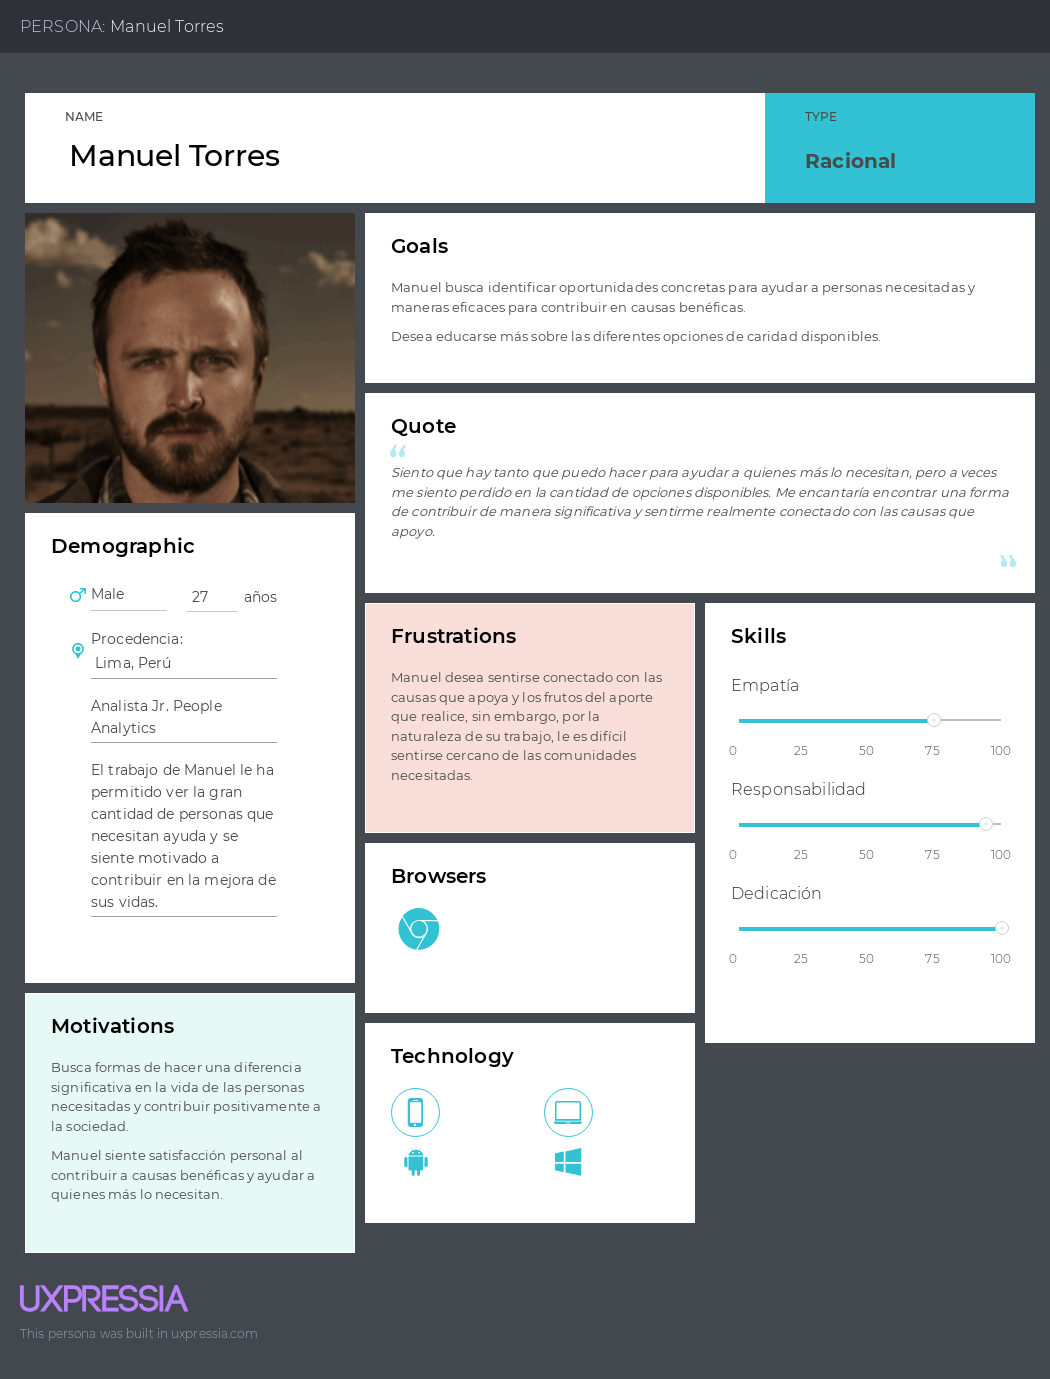 PERSONA: Manuel Torres
NAME
Manuel Torres
TYPE
Racional
Goals
Manuel busca identificar oportunidades concretas para ayudar a personas necesitadas y
maneras eficaces para contribuir en causas benéficas.
Desea educarse más sobre las diferentes opciones de caridad disponibles.
Quote
“
Siento que hay tanto que puedo hacer para ayudar a quienes más lo necesitan, pero a veces
me siento perdido en la cantidad de opciones disponibles. Me encantaría encontrar una forma
de contribuir de manera significativa y sentirme realmente conectado con las causas que
apoyo.
”
Demographic
Male 27 años
Procedencia:
Lima, Perú
Analista Jr. People
Analytics
El trabajo de Manuel le ha
permitido ver la gran
cantidad de personas que
necesitan ayuda y se
siente motivado a
contribuir en la mejora de
sus vidas.
Frustrations
Manuel desea sentirse conectado con las
causas que apoya y los frutos del aporte
que realice, sin embargo, por la
naturaleza de su trabajo, le es difícil
sentirse cercano de las comunidades
necesitadas.
Skills
Empatía
0 25 50 75 100
Responsabilidad
0 25 50 75 100
Dedicación
0 25 50 75 100
Browsers
Motivations
Busca formas de hacer una diferencia
significativa en la vida de las personas
necesitadas y contribuir positivamente a
la sociedad.
Manuel siente satisfacción personal al
contribuir a causas benéficas y ayudar a
quienes más lo necesitan.
Technology
UXPRESSIA
This persona was built in uxpressia.com